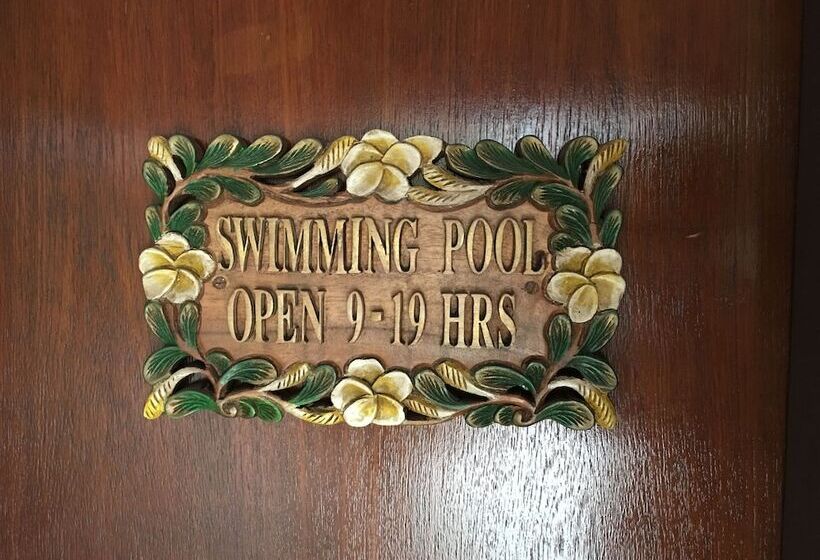 SWIMMING POOL
OPEN 9-19 HRS